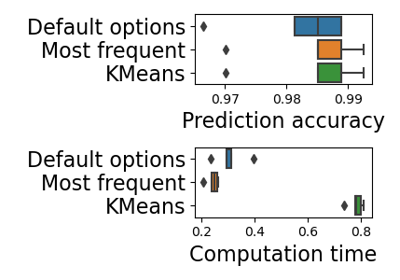 Default options
Most frequent
KMeans
0.97 0.98 0.99
Prediction accuracy
Default options
Most frequent
KMeans
0.2 0.4 0.6 0.8
Computation time